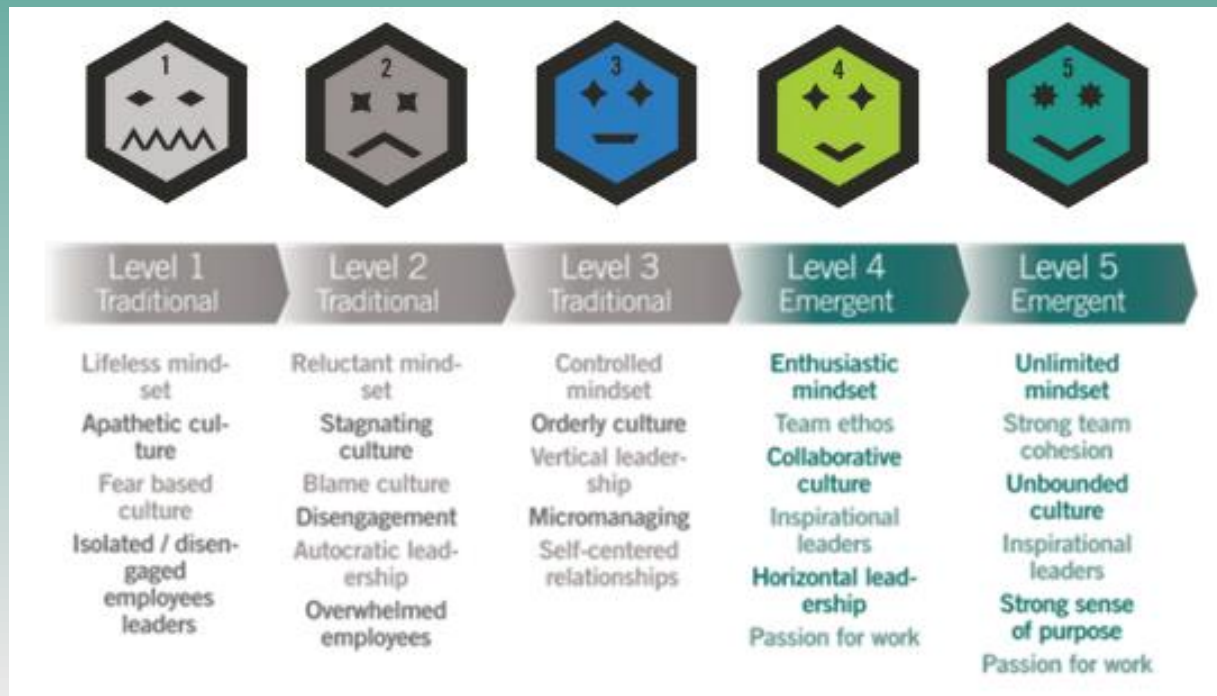 1
2
3
4
5
Level 1
Traditional
Level 2
Traditional
Level 3
Traditional
Level 4
Emergent
Level 5
Emergent
Lifeless mind-
set
Apathetic cul-
ture
Fear based
culture
Isolated / disen-
gaged
employees
leaders
Reluctant mind-
set
Stagnating
culture
Blame culture
Disengagement
Autocratic lead-
ership
Overwhelmed
employees
Controlled
mindset
Orderly culture
Vertical leader-
ship
Micromanaging
Self-centered
relationships
Enthusiastic
mindset
Team ethos
Collaborative
culture
Inspirational
leaders
Horizontal lead-
ership
Passion for work
Unlimited
mindset
Strong team
cohesion
Unbounded
culture
Inspirational
leaders
Strong sense
of purpose
Passion for work